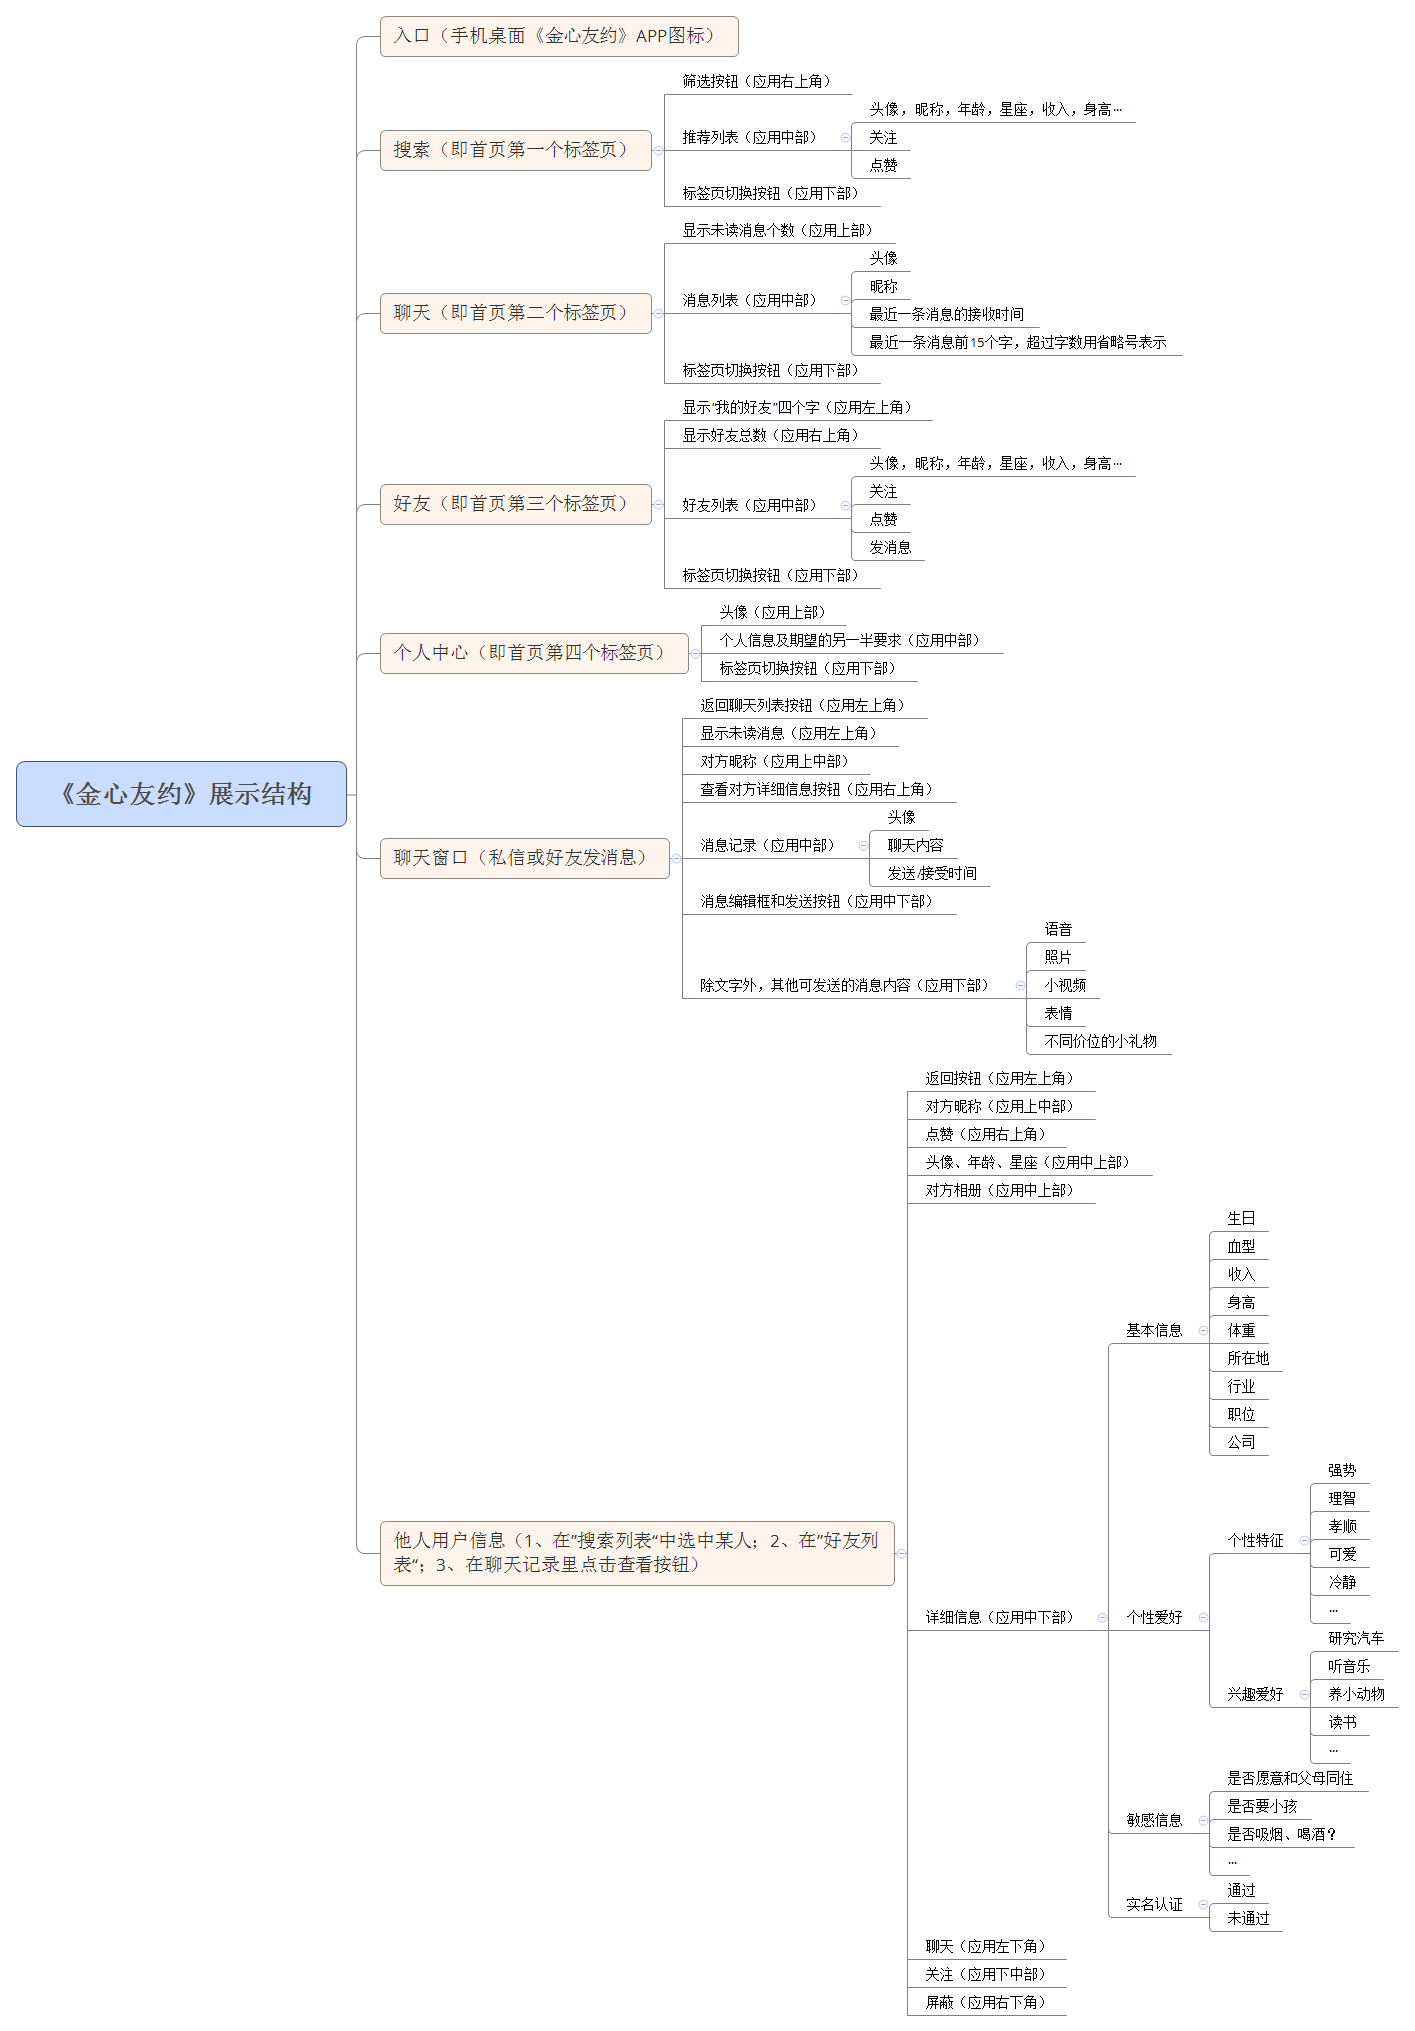 入口（手机桌面《金心友约》APP图标）
筛选按钮（应用右上角）
头像，昵称，年龄，星座，收入，身高…
搜索（即首页第一个标签页）
推荐列表（应用中部）
关注
点赞
标签页切换按钮（应用下部）
显示未读消息个数（应用上部）
头像
昵称
聊天（即首页第二个标签页）
消息列表（应用中部）
最近一条消息的接收时间
最近一条消息前15个字，超过字数用省略号表示
标签页切换按钮（应用下部）
显示“我的好友”四个字（应用左上角）
显示好友总数（应用右上角）
头像，昵称，年龄，星座，收入，身高…
好友（即首页第三个标签页）
好友列表（应用中部）
关注
点赞
发消息
标签页切换按钮（应用下部）
头像（应用上部）
个人中心（即首页第四个标签页）
个人信息及期望的另一半要求（应用中部）
标签页切换按钮（应用下部）
返回聊天列表按钮（应用左上角）
显示未读消息（应用左上角）
对方昵称（应用上中部）
《金心友约》展示结构
查看对方详细信息按钮（应用右上角）
头像
聊天窗口（私信或好友发消息）
消息记录（应用中部）
聊天内容
发送/接受时间
消息编辑框和发送按钮（应用中下部）
语音
照片
除文字外，其他可发送的消息内容（应用下部）
小视频
表情
不同价位的小礼物
返回按钮（应用左上角）
对方昵称（应用上中部）
点赞（应用右上角）
头像、年龄、星座（应用中上部）
对方相册（应用中上部）
生日
血型
收入
身高
基本信息
体重
所在地
行业
职位
公司
强势
理智
他人用户信息（1、在”搜索列表“中选中某人；2、在”好友列
表“；3、在聊天记录里点击查看按钮）
个性特征
孝顺
可爱
冷静
…
详细信息（应用中下部）
个性爱好
研究汽车
听音乐
兴趣爱好
养小动物
读书
…
是否愿意和父母同住
是否要小孩
敏感信息
是否吸烟、喝酒？
…
实名认证
通过
未通过
聊天（应用左下角）
关注（应用下中部）
屏蔽（应用右下角）